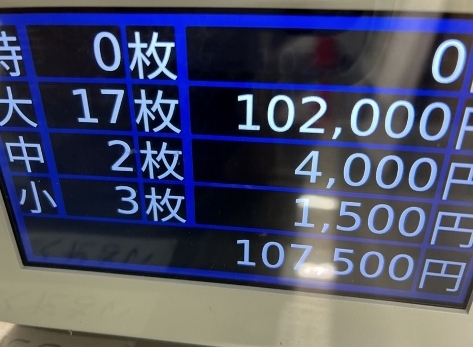 特 0枚 0
大 17枚 102,000円
中 2枚 4,000円
小 3枚 1,500円
107,500円